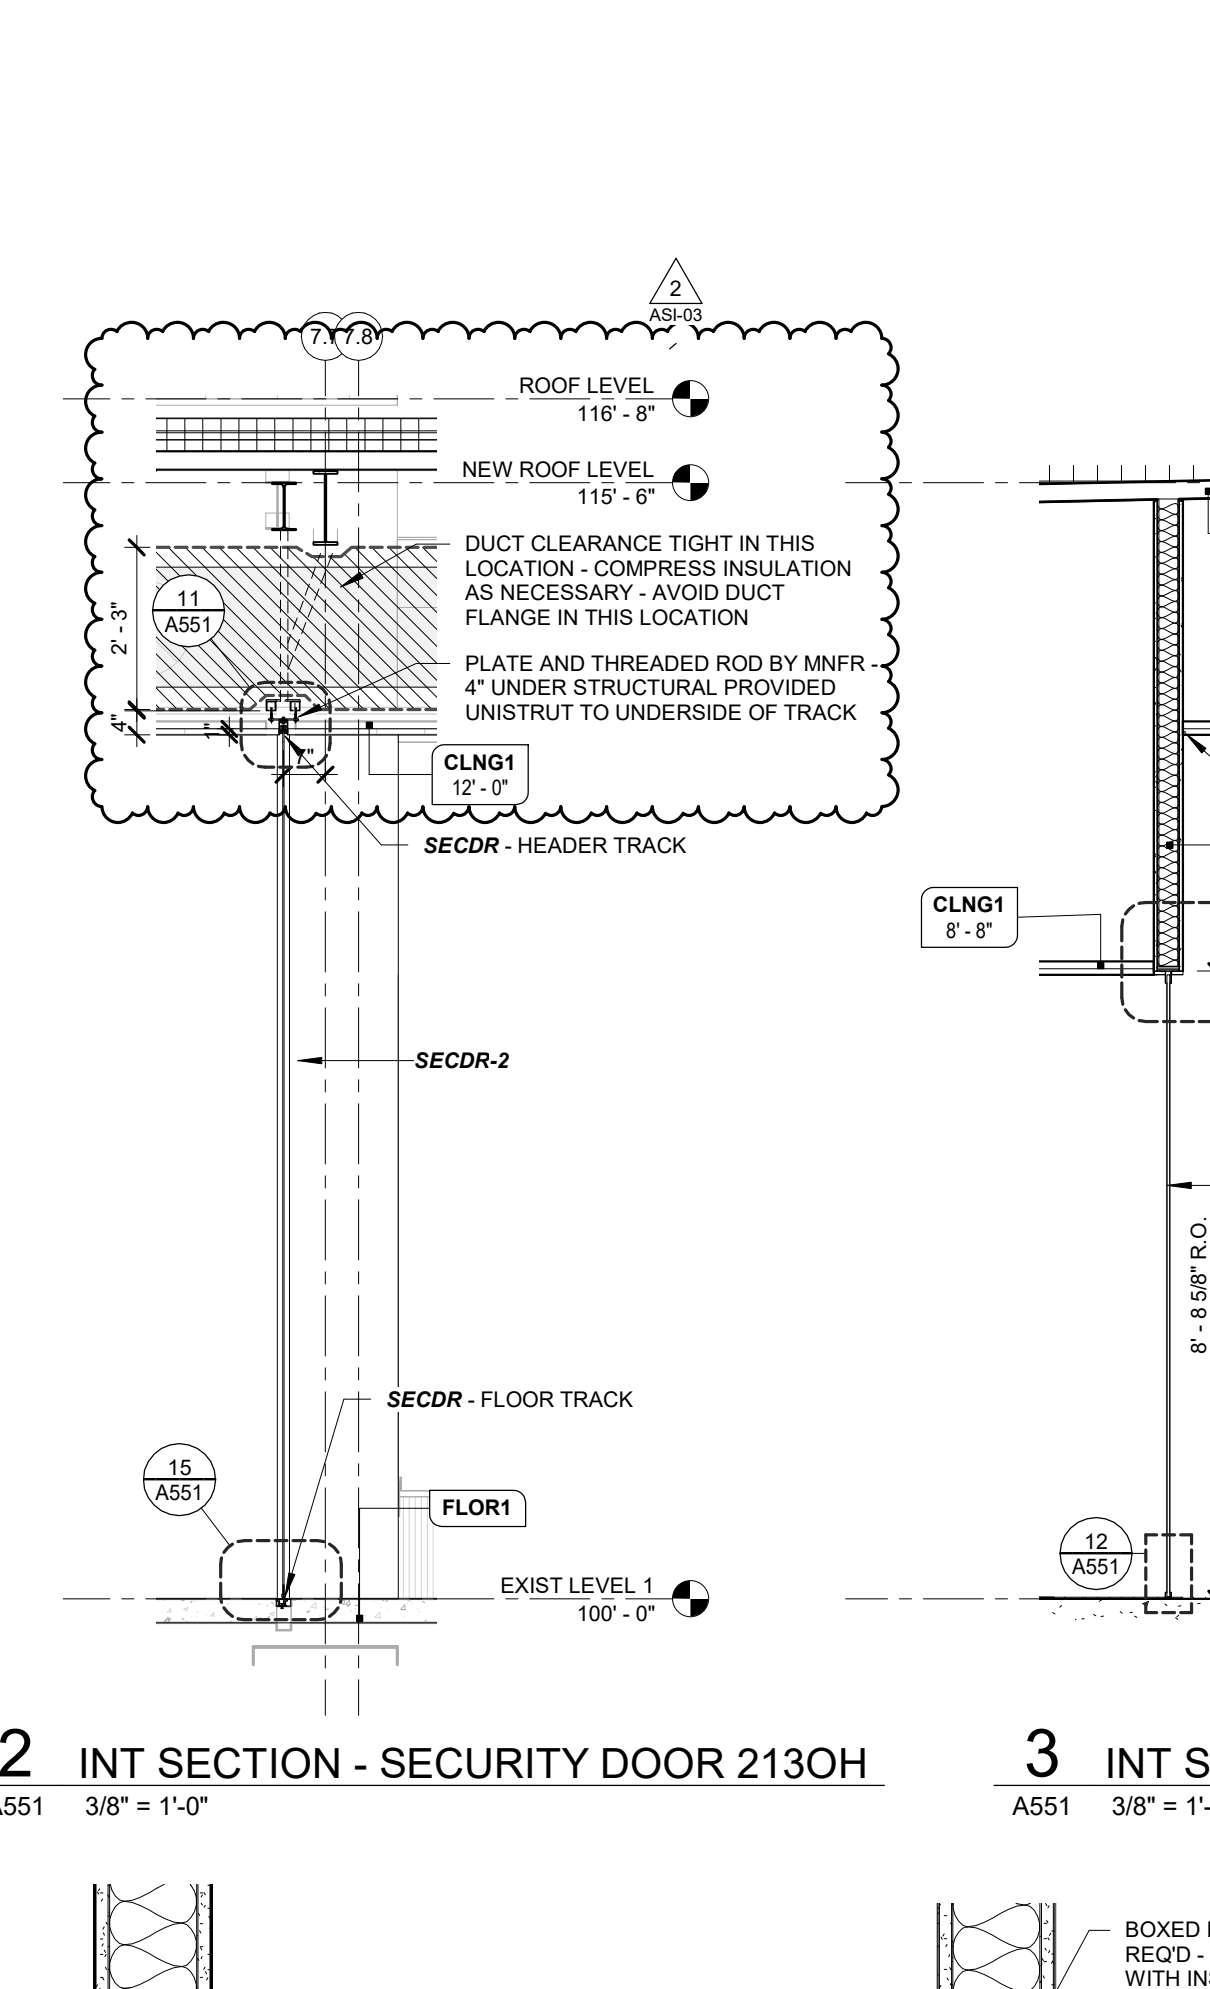 2
ASI-03
7.8
ROOF LEVEL
116' - 8"
NEW ROOF LEVEL
115' - 6"
DUCT CLEARANCE TIGHT IN THIS
LOCATION - COMPRESS INSULATION
AS NECESSARY - AVOID DUCT
FLANGE IN THIS LOCATION
11
A551
2' - 3"
PLATE AND THREADED ROD BY MNFR -
4" UNDER STRUCTURAL PROVIDED
UNISTRUT TO UNDERSIDE OF TRACK
4"
1"
7"
CLNG1
12' - 0"
SECDR - HEADER TRACK
CLNG1
8' - 8"
SECDR-2
8' - 8 5/8" R.O.
SECDR - FLOOR TRACK
15
A551
FLOR1
12
A551
EXIST LEVEL 1
100' - 0"
2 INT SECTION - SECURITY DOOR 213OH
A551 3/8" = 1'-0"
3 INT S
A551 3/8" = 1'-
BOXED
REQ'D -
WITH